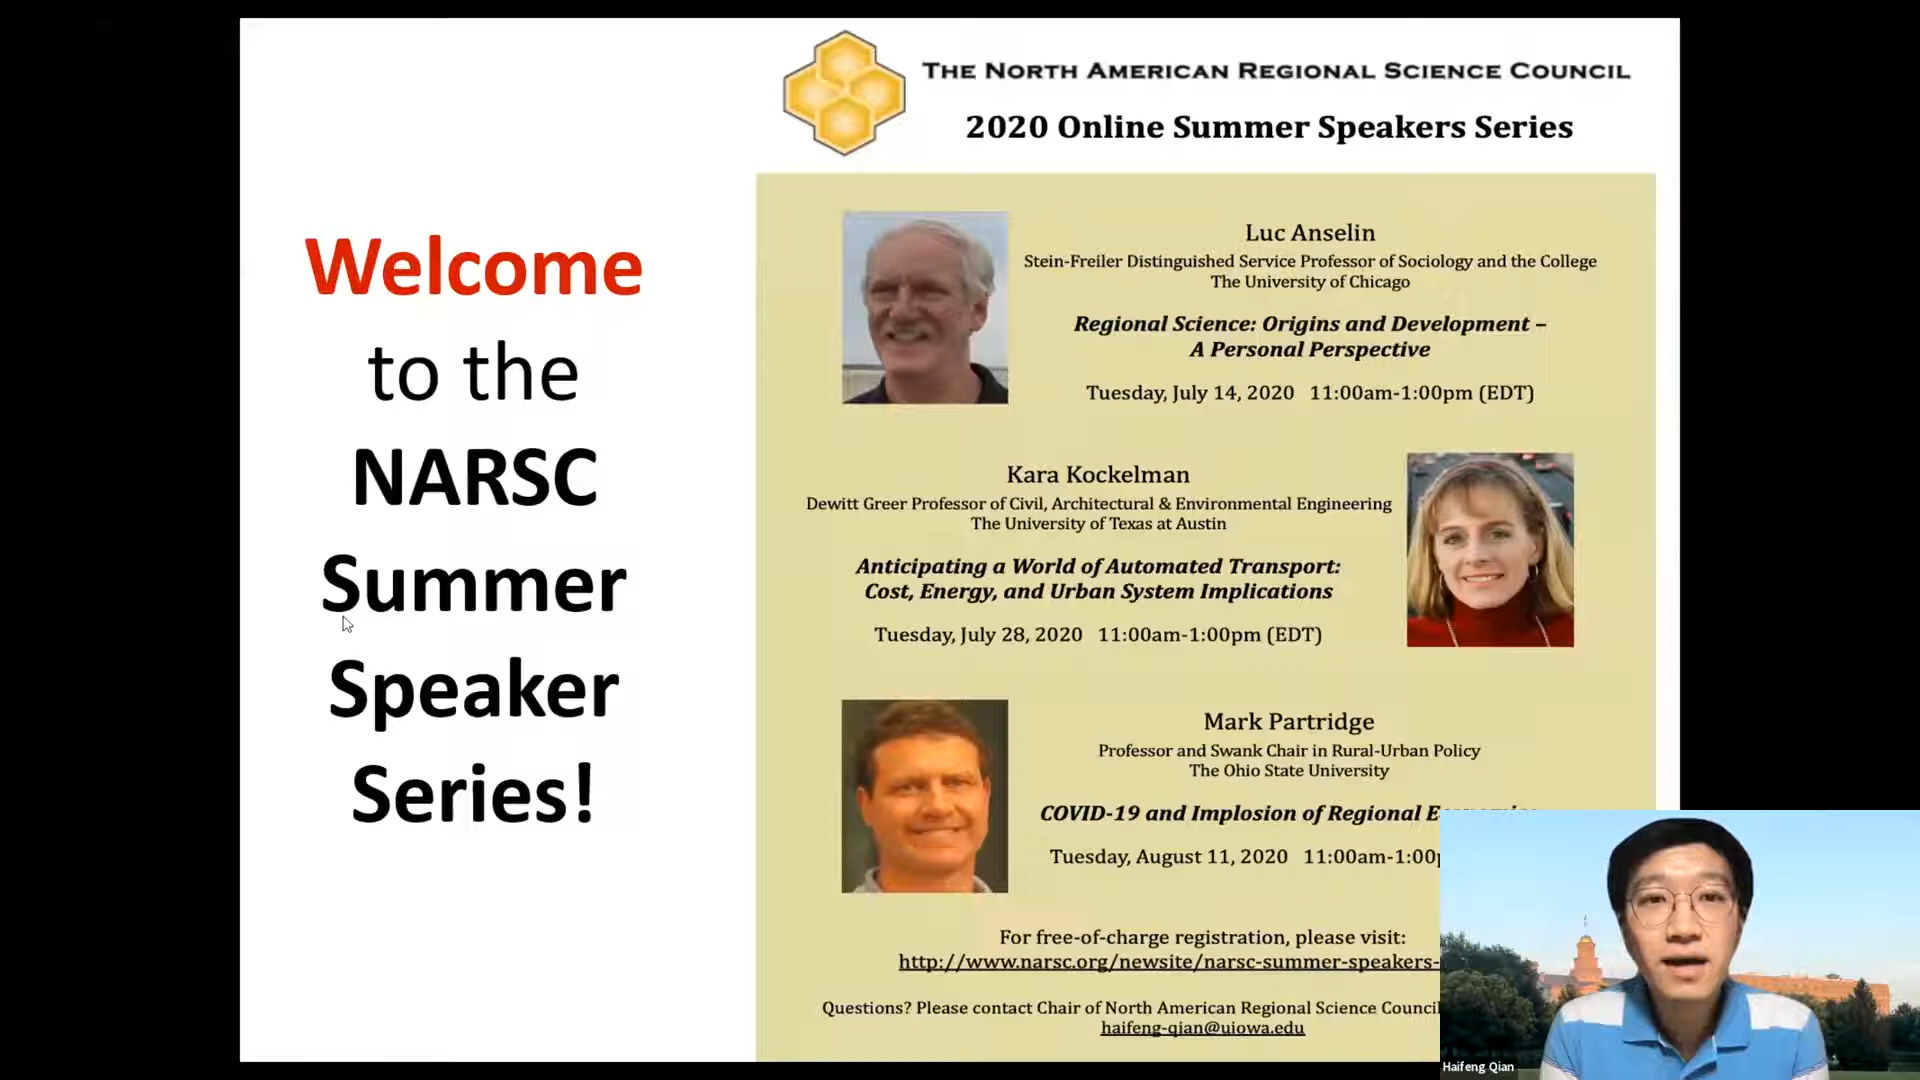 THE NORTH AMERICAN REGIONAL SCIENCE COUNCIL
2020 Online Summer Speakers Series
Welcome
to the
NARSC
Summer
Speaker
Series!
Luc Anselin
Stein-Freiler Distinguished Service Professor of Sociology and the College
The University of Chicago
Regional Science: Origins and Development –
A Personal Perspective
Tuesday, July 14, 2020 11:00am-1:00pm (EDT)
Kara Kockelman
Dewitt Greer Professor of Civil, Architectural & Environmental Engineering
The University of Texas at Austin
Anticipating a World of Automated Transport:
Cost, Energy, and Urban System Implications
Tuesday, July 28, 2020 11:00am-1:00pm (EDT)
Mark Partridge
Professor and Swank Chair in Rural-Urban Policy
The Ohio State University
COVID-19 and Implosion of Regional
Tuesday, August 11, 2020 11:00am-1:00p
For free-of-charge registration, please visit:
http://www.narsc.org/newsite/narsc-summer-speakers-
Questions? Please contact Chair of North American Regional Science Council
haifeng-qian@uiowa.edu
Haifeng Qian